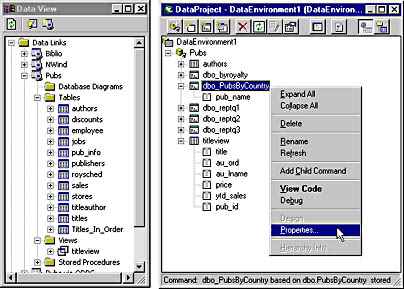 Data View
Data Links
Biblio
NWind
Pubs
Database Diagrams
Tables
authors
discounts
employee
jobs
pub_info
publishers
roysched
sales
stores
titleauthor
titles
Titles_In_Order
Views
titleview
Stored Procedures
DataProject - DataEnvironment1 (DataEnviron...
DataEnvironment1
Pubs
authors
dbo_byroyalty
dbo_PubsByCountry
pub_name
dbo_reptq1
dbo_reptq2
dbo_reptq3
titleview
title
au_ord
au_lname
price
ytd_sales
pub_id
Expand All
Collapse All
Delete
Rename
Refresh
Add Child Command
View Code
Debug
Design...
Properties...
Hierarchy Info...
Command: dbo_PubsByCountry based on dbo.PubsByCountry stored